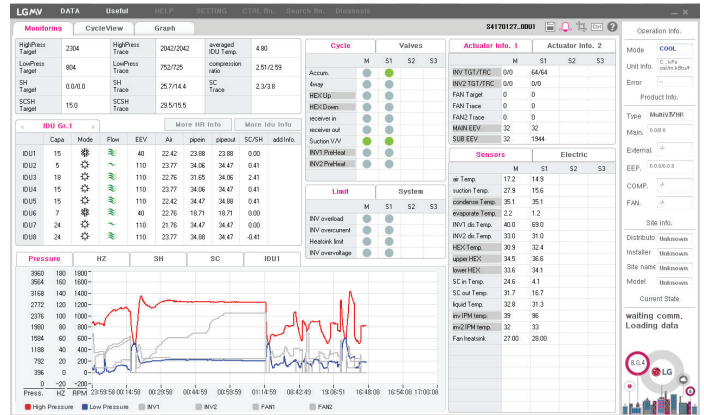 LGMV DATA Useful HELP SETTING CTRL Rn. Search Rn. Diagnosis
Monitoring CycleView Graph S4170127_00U1
HighPress Target 2304 HighPress Trace 2042/2042 averaged IDU Temp. 4.80
LowPress Target 804 LowPress Trace 752/725 compression ratio 2.51/2.59
SH Target 0.0/0.0 SH Trace 25.7/14.4 SC Trace 2.3/3.8
SCSH Target 15.0 SCSH Trace 29.5/15.5
IDU Gr.1 More HR Info More Idu Info
Capa Mode Flow EEV Air pipein pipeout SC/SH add Info.
IDU1 15 40 22.42 23.88 23.88 0.00
IDU2 5 110 23.77 34.06 34.47 0.41
IDU3 18 110 22.76 31.65 34.06 2.41
IDU4 15 110 23.77 34.06 34.47 0.41
IDU5 15 110 22.42 34.47 34.88 0.41
IDU6 7 40 22.76 18.71 18.71 0.00
IDU7 24 110 21.76 34.47 34.47 0.00
IDU8 24 110 23.77 34.88 34.47 -0.41
Cycle Valves
M S1 S2 S3
Accum.
4way
HEX Up
HEX Down
receiver in
receiver out
Suction V/V
INV1 PreHeat
INV2 PreHeat
Limit System
M S1 S2 S3
INV overload
INV overcurrent
Heatsink limit
INV overvoltage
Actuator Info. 1 Actuator Info. 2
M S1 S2 S3
INV TGT/TRC 0/0 64/64
INV2 TGT/TRC 0/0
FAN Target 0 0
FAN Trace 0 0
FAN2 Trace 0 0
MAIN EEV 32 32
SUB EEV 32 1944
Sensors Electric
M S1 S2 S3
air Temp. 17.2 14.9
suction Temp. 27.9 15.6
condense Temp. 35.1 35.1
evaporate Temp. 2.2 1.2
INV1 dis.Temp. 40.0 69.0
INV2 dis.Temp. 33.0 31.0
HEX Temp. 30.9 32.4
upper HEX 34.5 36.6
lower HEX 33.6 34.1
SC in Temp. 24.6 4.1
SC out Temp. 31.7 16.7
liquid Temp. 32.8 31.3
inv IPM temp. 39 96
inv2 IPM temp. 32 33
Fan heatsink 27.00 28.00
Operation Info.
Mode COOL
Unit Info.
Error -
Product Info.
Type MultiVIVHR
Main. 0.0/0.0
External. -/-
EEP. 0.0.0/0.0.0
COMP. -/-
FAN. -/-
Site Info.
Distributo Unknown
Installer Unknown
Site name Unknown
Model Unknown
Current State
waiting comm.
Loading data
8.0.4 LG
Pressure HZ SH SC IDU1
3960 180 1800
3564 160 1600
3168 140 1400
2772 120 1200
2376 100 1000
1980 80 800
1584 60 600
1188 40 400
792 20 200
396 0 0
0 -20 -200
Press. HZ RPM 23:59:58 00:14:58 00:29:58 00:44:59 00:59:59 01:14:59 08:42:49 19:06:51 16:48:08 16:54:08 17:00:08
High Pressure Low Pressure INV1 INV2 FAN1 FAN2